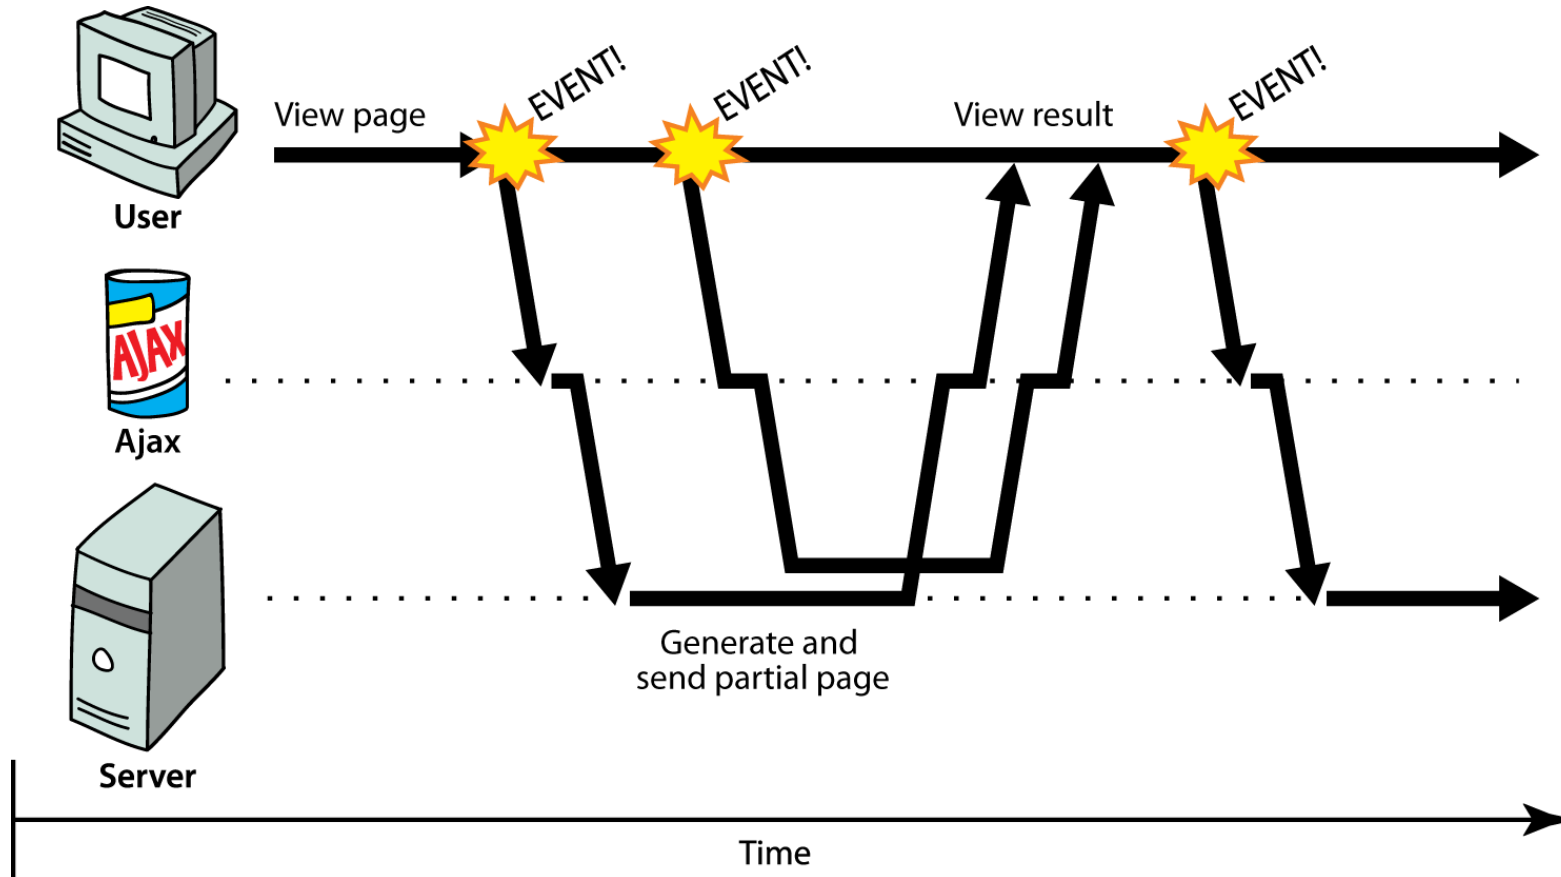 EVENT!
EVENT!
EVENT!
View page
View result
User
AJAX
Ajax
Generate and
send partial page
Server
Time